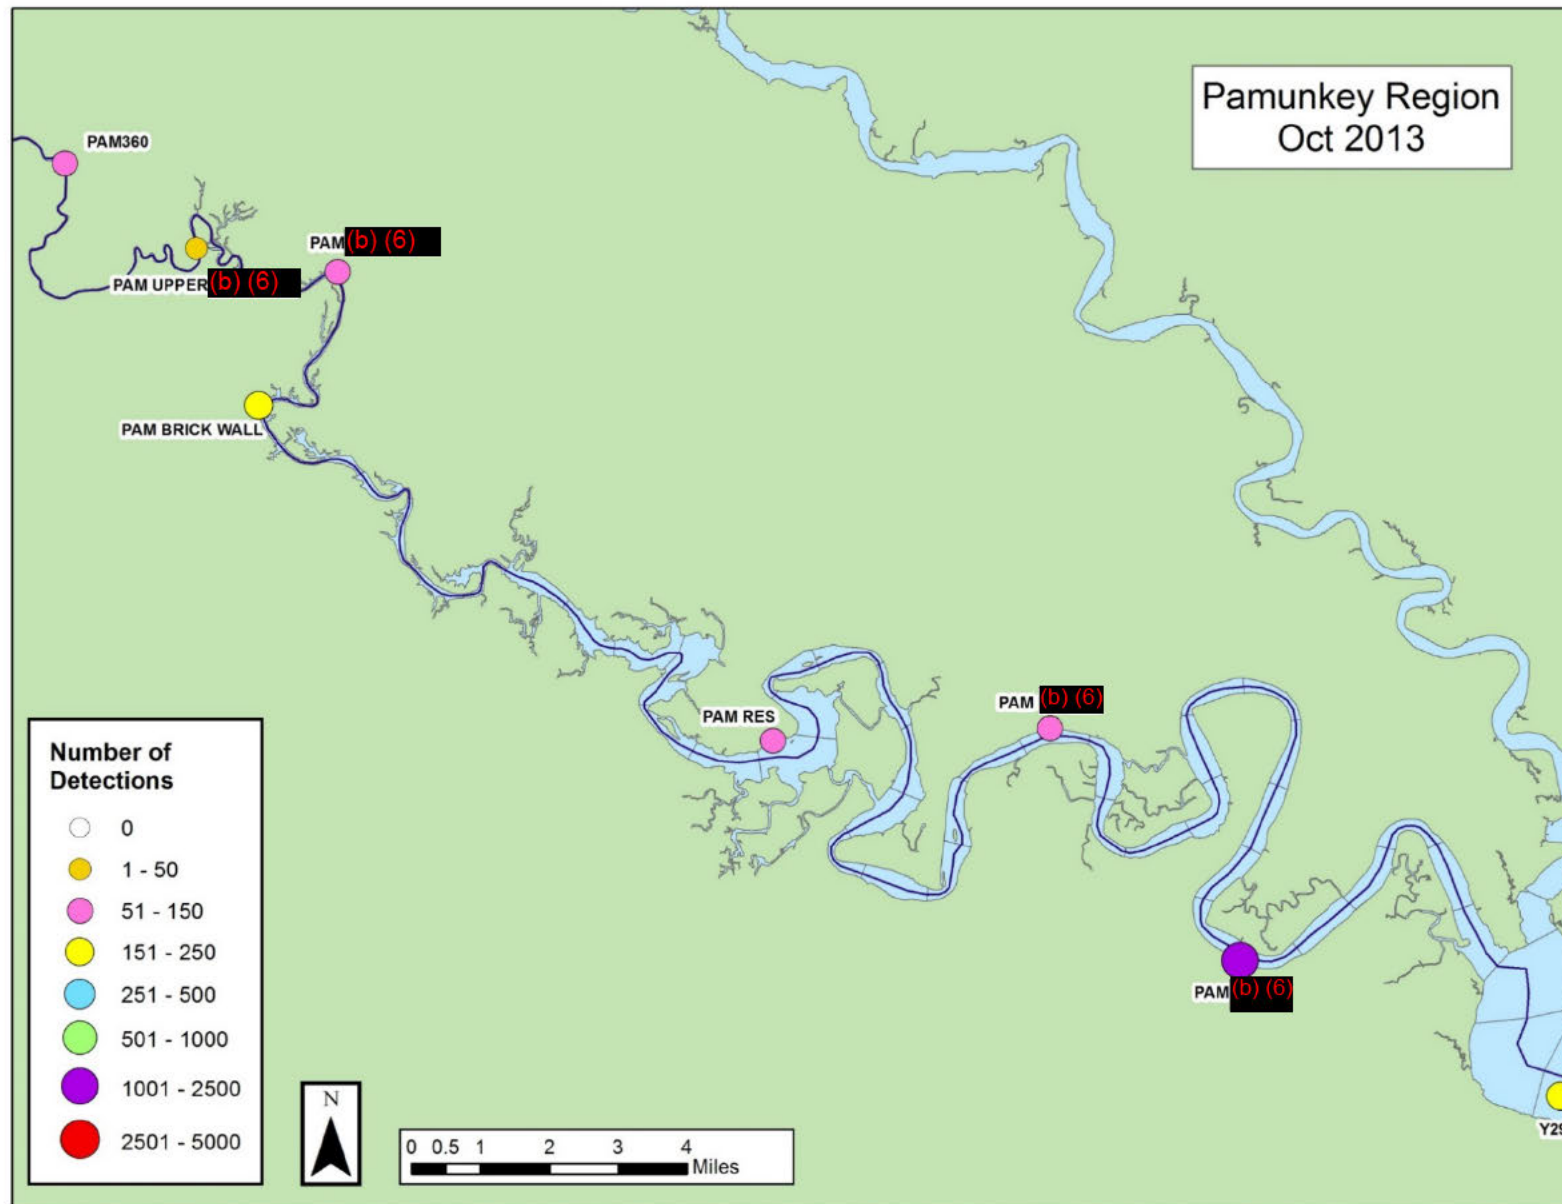 Pamunkey Region
Oct 2013
PAM360
PAM (b) (6)
PAM UPPER (b) (6)
PAM BRICK WALL
PAM RES
PAM (b) (6)
PAM (b) (6)
Y29
Number of
Detections
0
1 - 50
51 - 150
151 - 250
251 - 500
501 - 1000
1001 - 2500
2501 - 5000
N
0 0.5 1 2 3 4
Miles